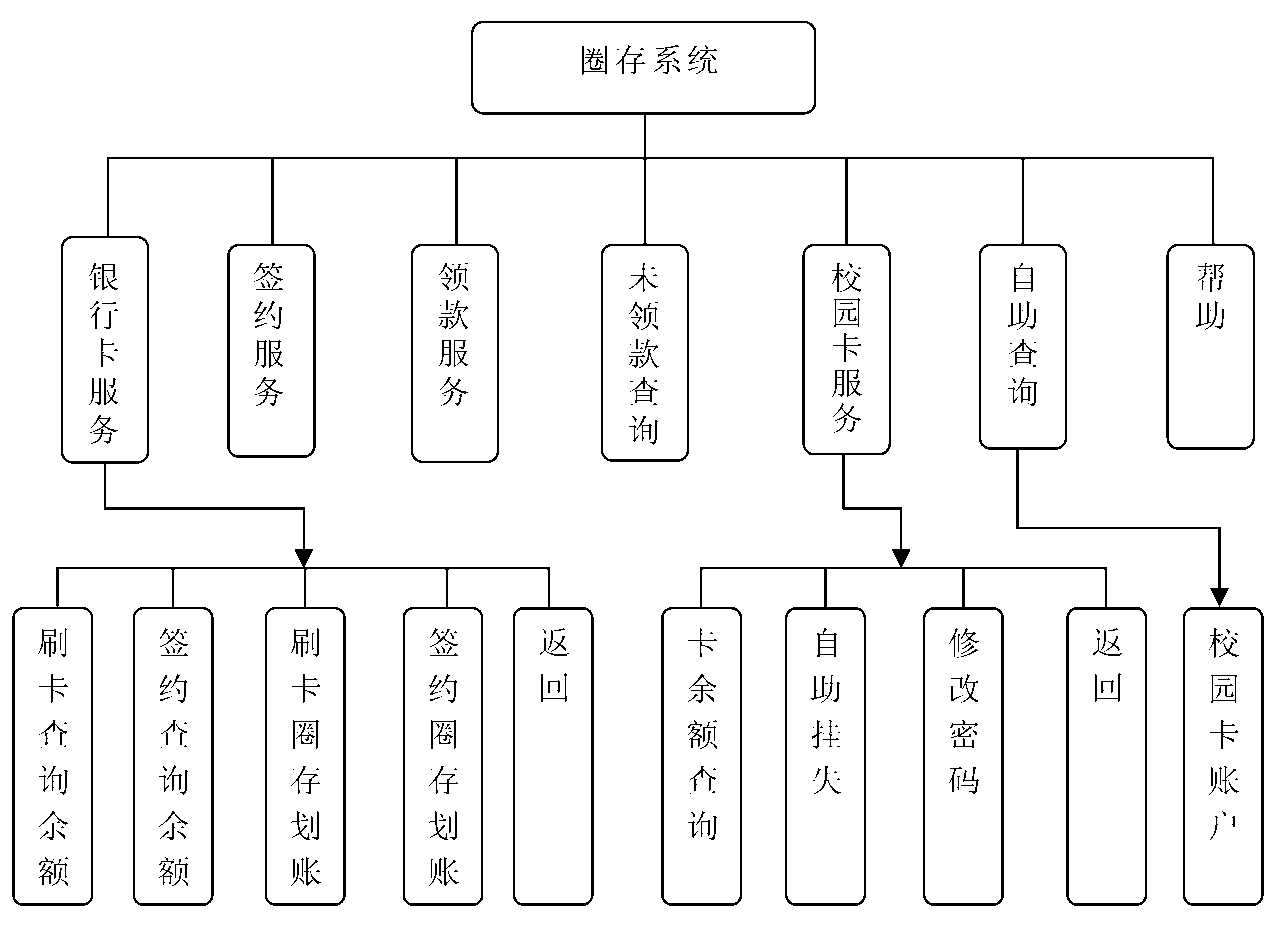 圈存系统
银行卡服务
签约服务
领款服务
未领款查询
校园卡服务
自助查询
帮助
刷卡查询余额
签约查询余额
刷卡圈存划账
签约圈存划账
返回
卡余额查询
自助挂失
修改密码
返回
校园卡账户